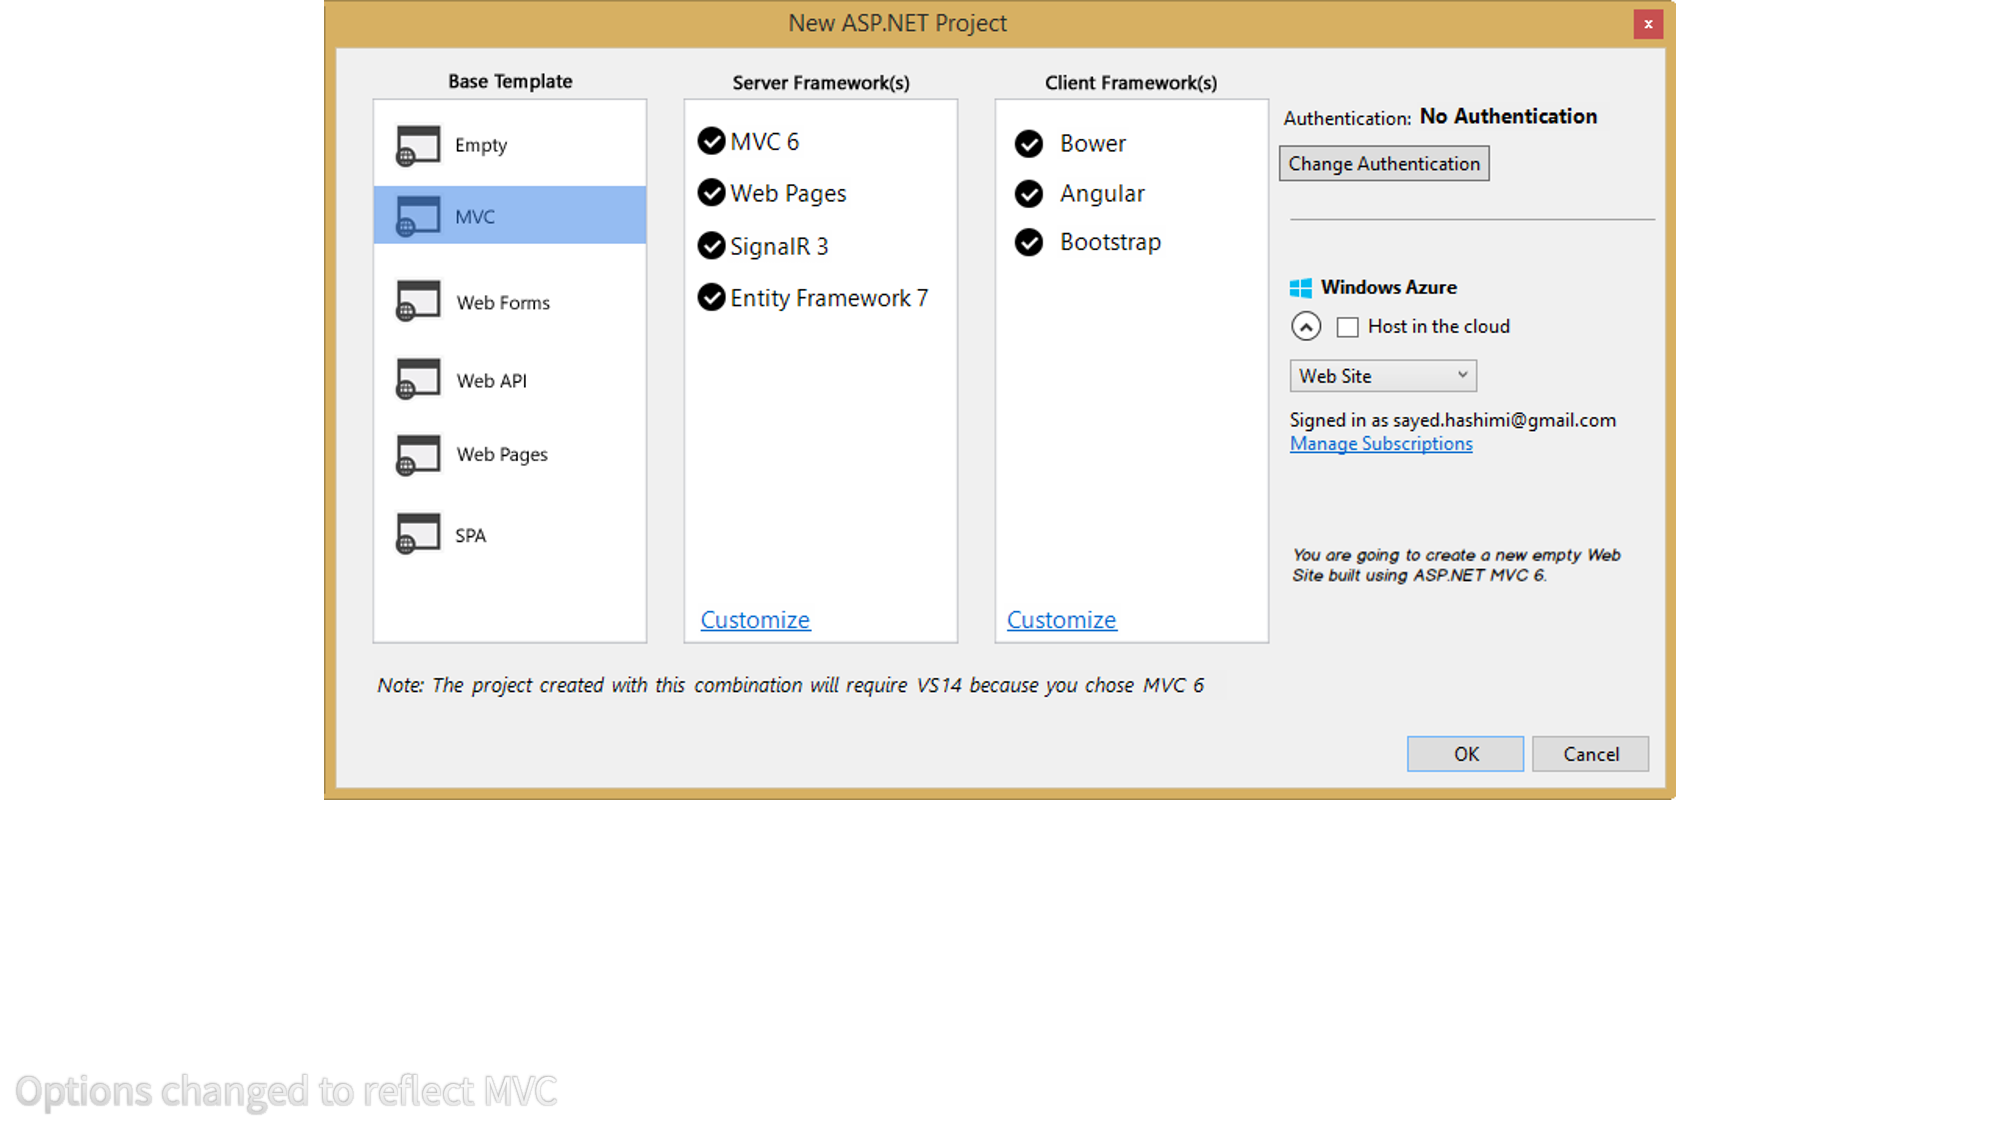 New ASP.NET Project
x
Base Template
Empty
MVC
Web Forms
Web API
Web Pages
SPA
Server Framework(s)
MVC 6
Web Pages
SignalR 3
Entity Framework 7
Customize
Client Framework(s)
Bower
Angular
Bootstrap
Customize
Authentication: No Authentication
Change Authentication
Windows Azure
Host in the cloud
Web Site
Signed in as sayed.hashimi@gmail.com
Manage Subscriptions
You are going to create a new empty Web
Site built using ASP.NET MVC 6.
Note: The project created with this combination will require VS14 because you chose MVC 6
OK
Cancel
Options changed to reflect MVC